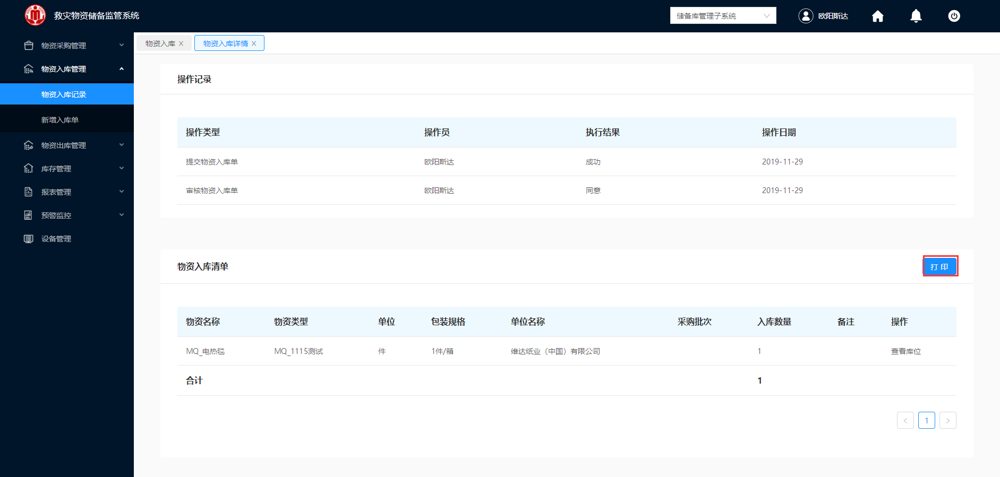 救灾物资储备监管系统
储备库管理子系统
欧阳斯达
物资采购管理
物资入库管理
物资入库记录
新增入库单
物资出库管理
库存管理
报表管理
预警监控
设备管理
物资入库 物资入库详情
操作记录
操作类型 操作员 执行结果 操作日期
提交物资入库单 欧阳斯达 成功 2019-11-29
审核物资入库单 欧阳斯达 同意 2019-11-29
物资入库清单
打 印
物资名称 物资类型 单位 包装规格 单位名称 采购批次 入库数量 备注 操作
MQ_电热毯 MQ_1115测试 件 1件/箱 维达纸业（中国）有限公司 1 查看库位
合计 1
< 1 >